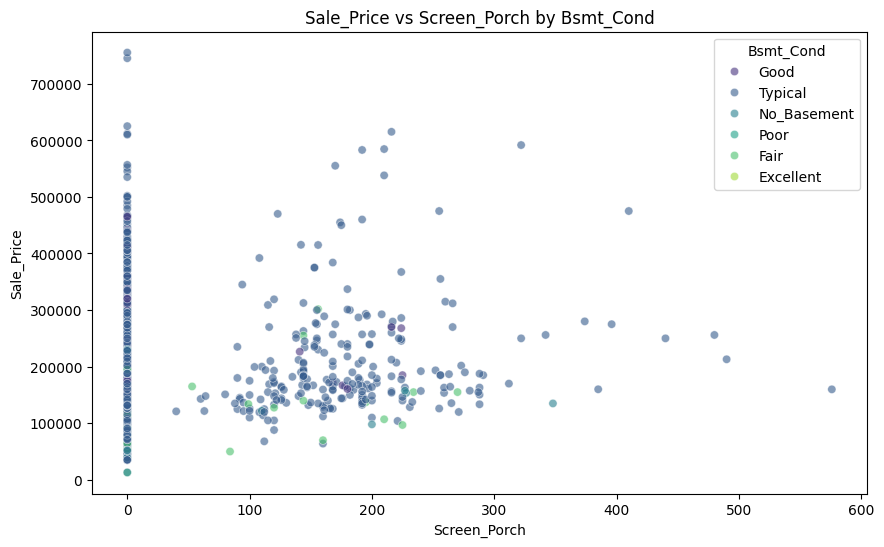 Sale_Price vs Screen_Porch by Bsmt_Cond
Bsmt_Cond
Good
Typical
No_Basement
Poor
Fair
Excellent
700000
600000
500000
400000
300000
200000
100000
0
Sale_Price
0 100 200 300 400 500 600
Screen_Porch